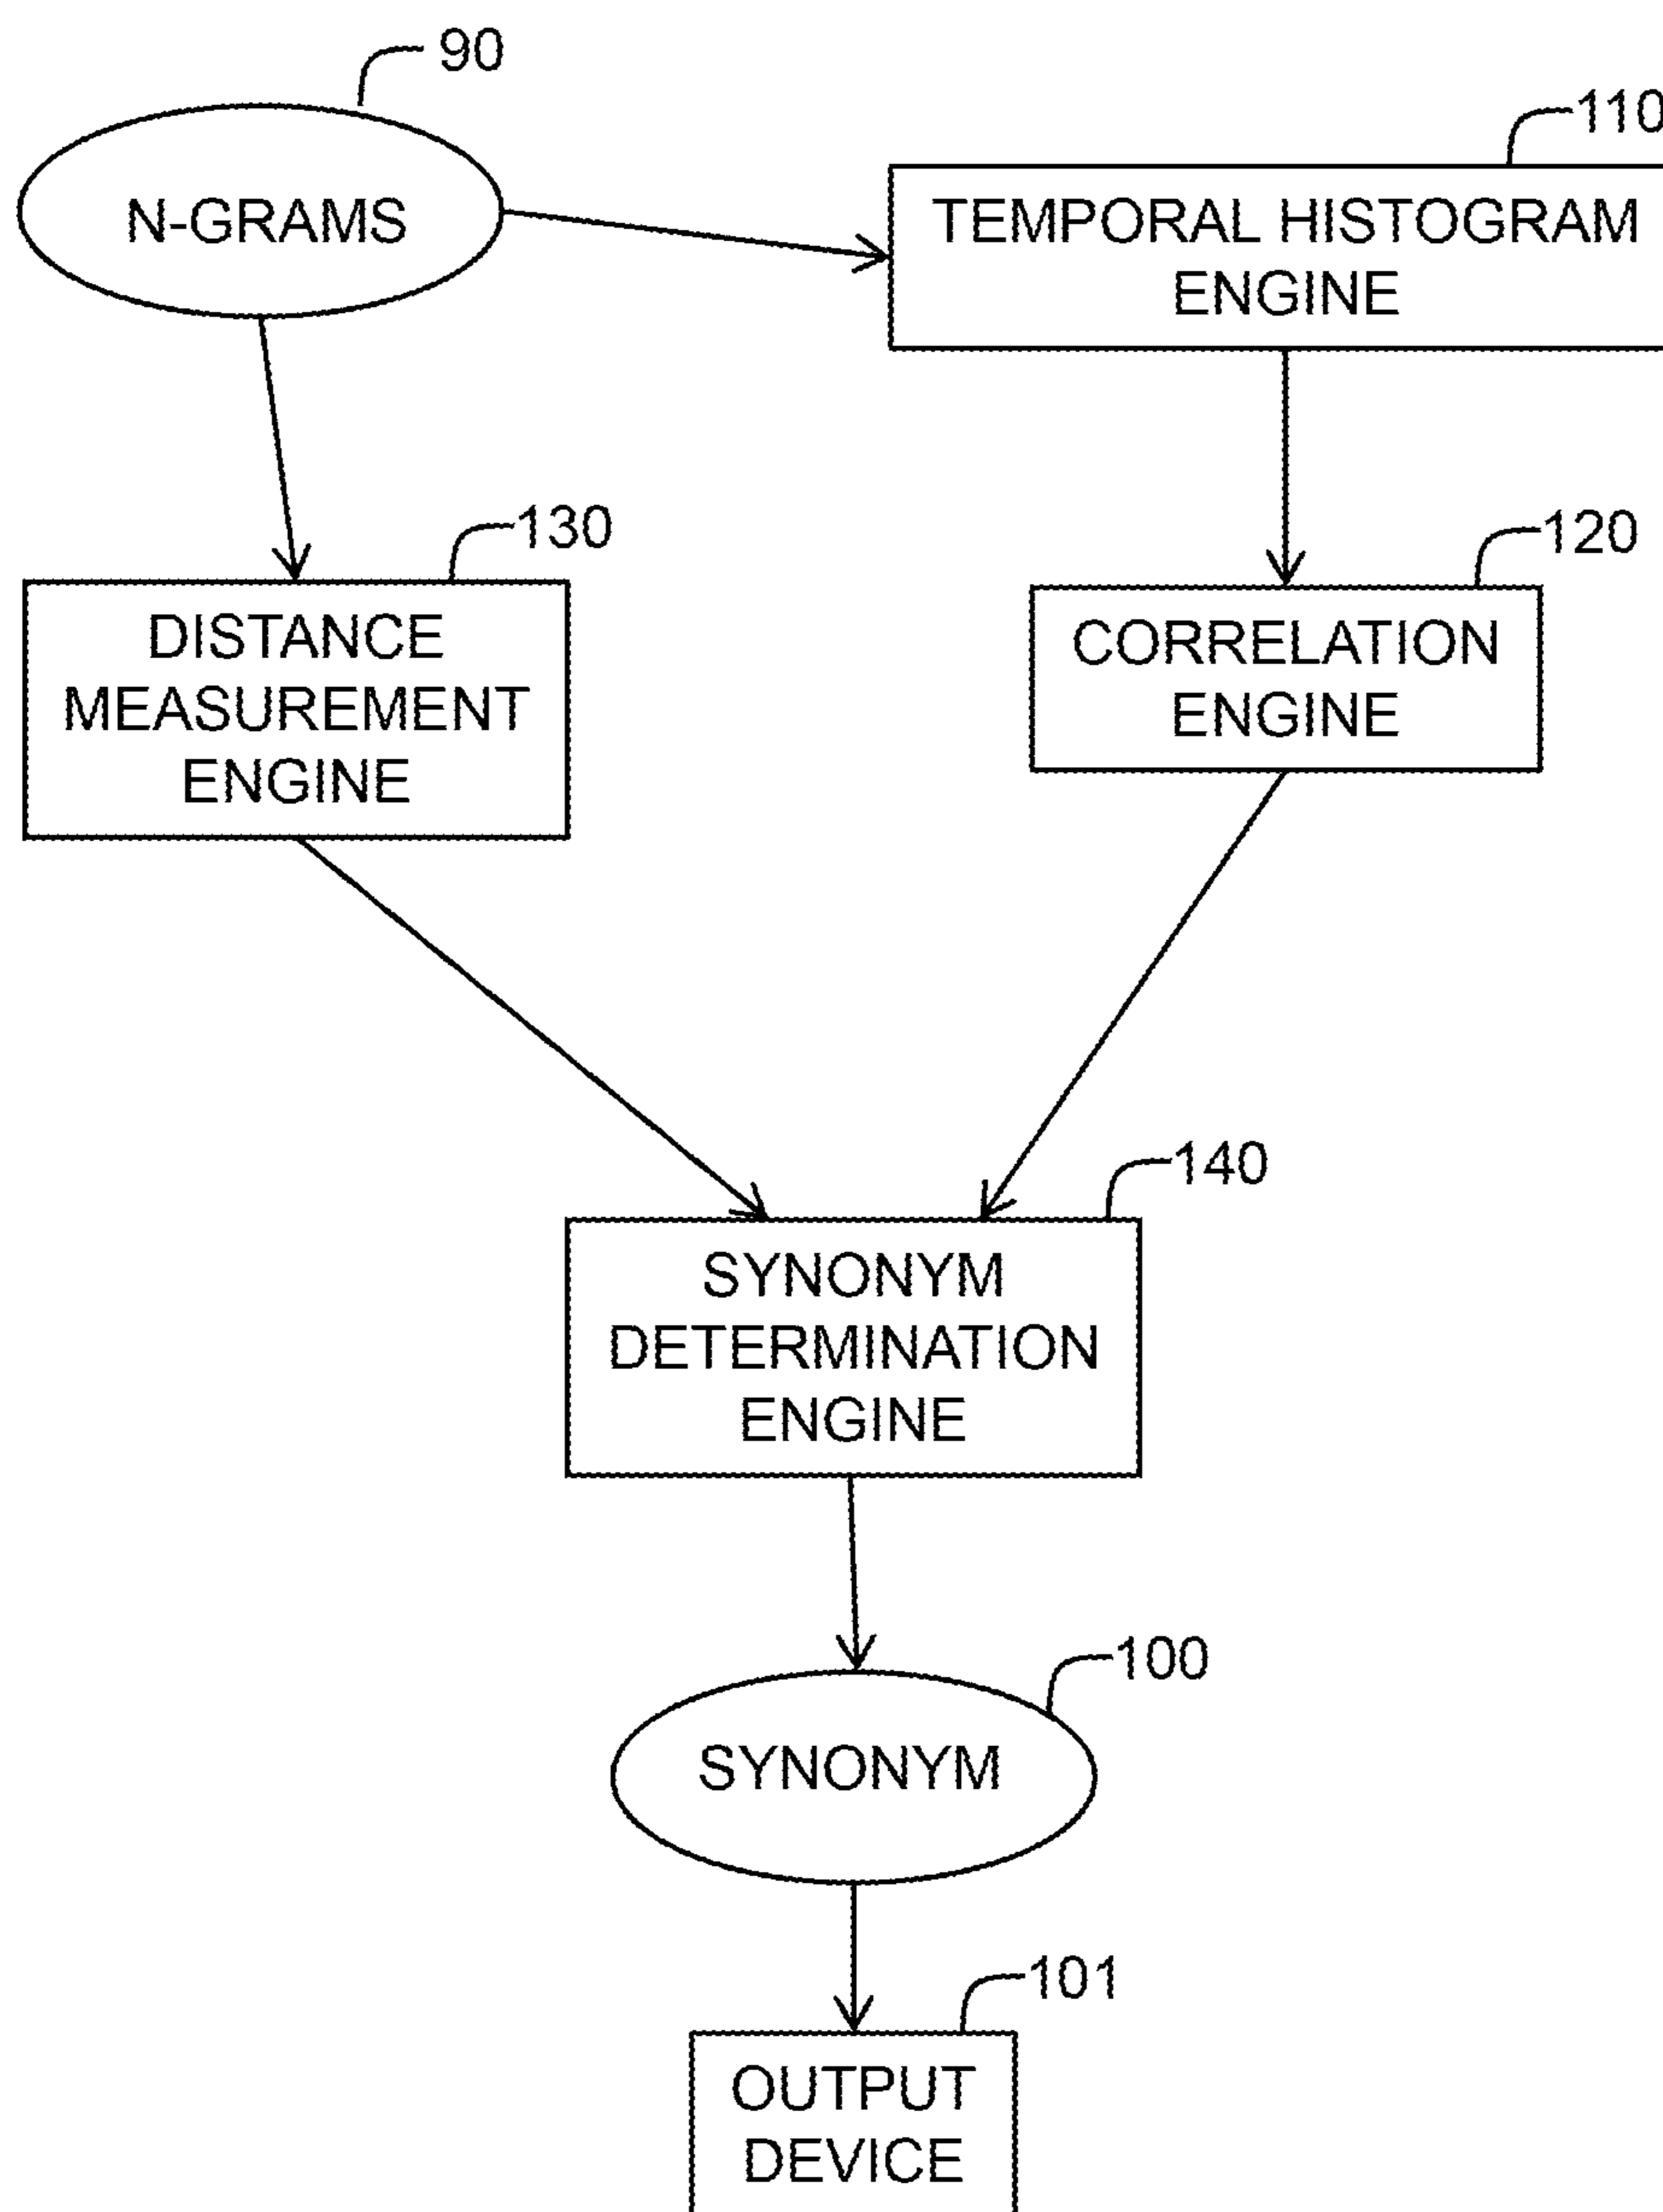 90
N-GRAMS
110
TEMPORAL HISTOGRAM
ENGINE
130
DISTANCE
MEASUREMENT
ENGINE
120
CORRELATION
ENGINE
140
SYNONYM
DETERMINATION
ENGINE
100
SYNONYM
101
OUTPUT
DEVICE